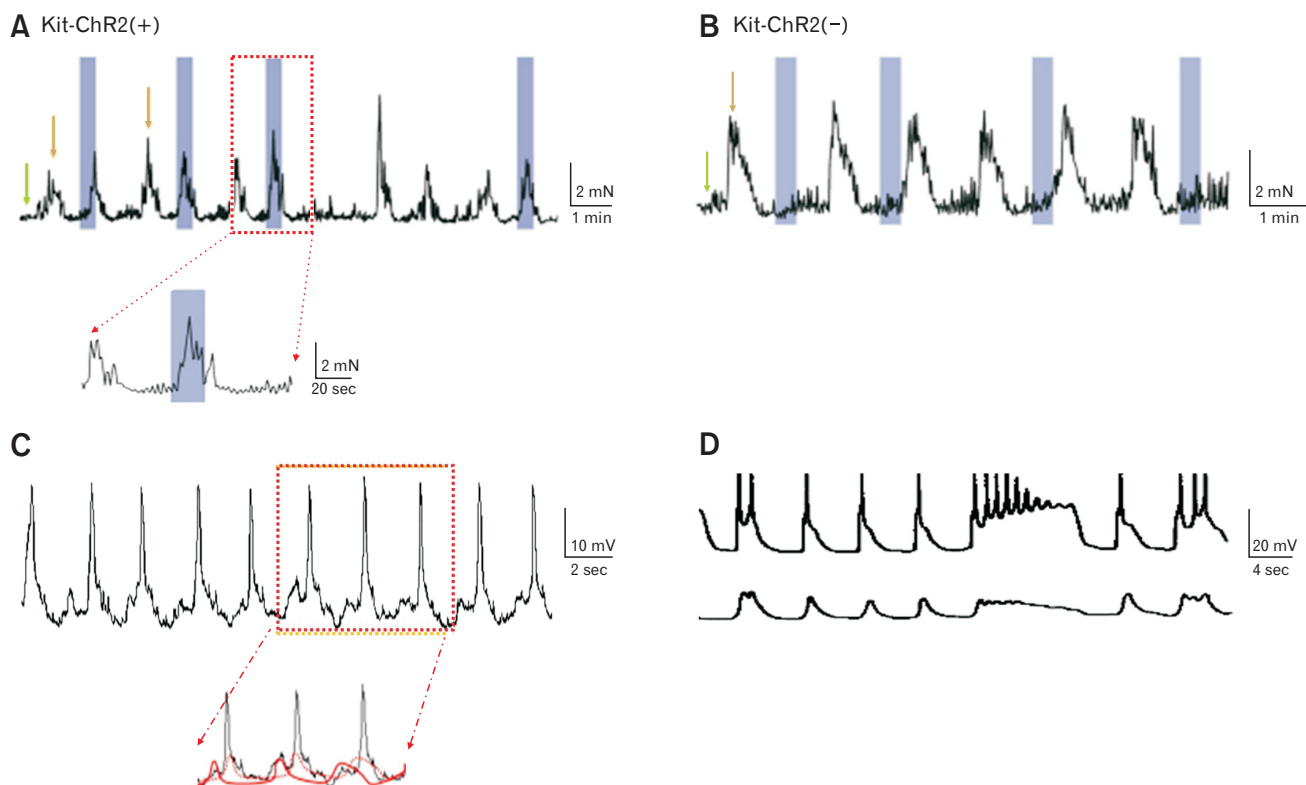 A Kit-ChR2(+)
2 mN
1 min
2 mN
20 sec
B Kit-ChR2(−)
2 mN
1 min
C
10 mV
2 sec
D
20 mV
4 sec